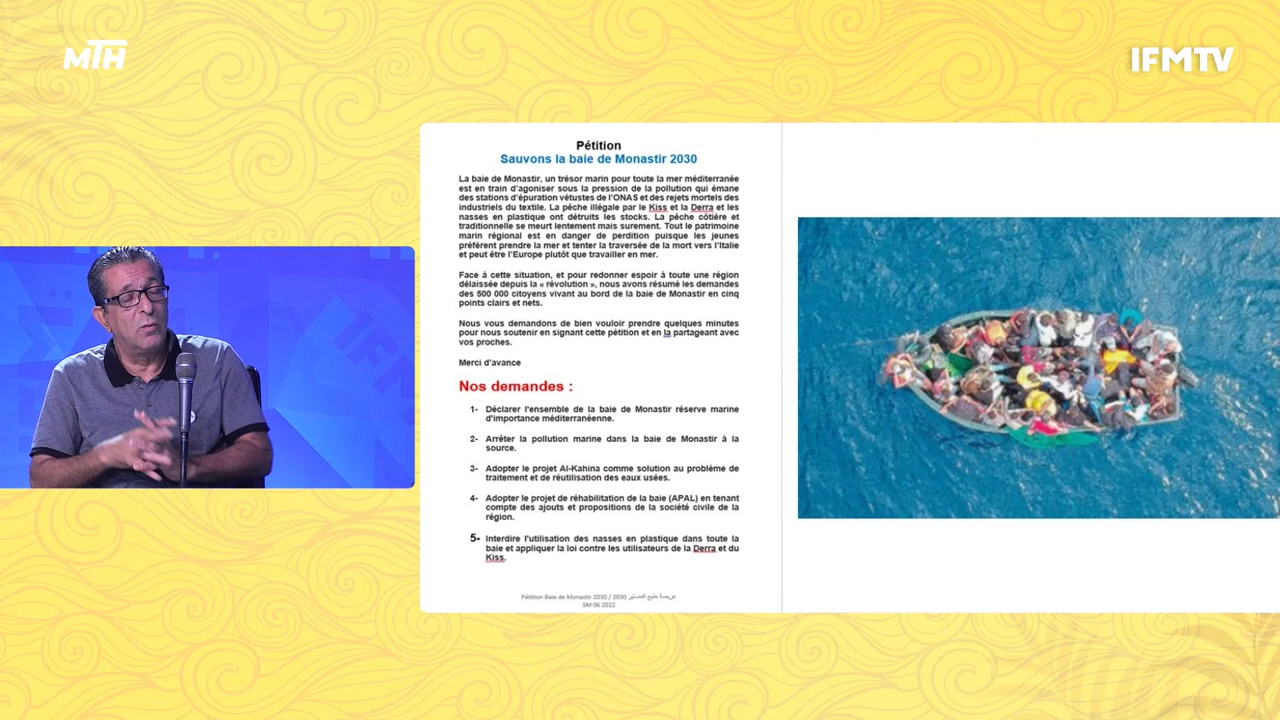 MTH
IFMTV
Pétition
Sauvons la baie de Monastir 2030
La baie de Monastir, un trésor marin pour toute la mer méditerranée
est en train d'agoniser sous la pression de la pollution qui émane
des stations d'épuration vétustes de l'ONAS et des rejets mortels des
industriels du textile. La pêche illégale par le Kiss et la Derra et les
nasses en plastique ont détruits les stocks. La pêche côtière et
traditionnelle se meurt lentement mais surement. Tout le patrimoine
marin régional est en danger de perdition puisque les jeunes
préfèrent prendre la mer et tenter la traversée de la mort vers l'Italie
et peut être l'Europe plutôt que travailler en mer.
Face à cette situation, et pour redonner espoir à toute une région
délaissée depuis la « révolution », nous avons résumé les demandes
des 500 000 citoyens vivant au bord de la baie de Monastir en cinq
points clairs et nets.
Nous vous demandons de bien vouloir prendre quelques minutes
pour nous soutenir en signant cette pétition et en la partageant avec
vos proches.
Merci d'avance
Nos demandes :
1- Déclarer l'ensemble de la baie de Monastir réserve marine
d'importance méditerranéenne.
2- Arrêter la pollution marine dans la baie de Monastir à la
source.
3- Adopter le projet Al-Kahina comme solution au problème de
traitement et de réutilisation des eaux usées.
4- Adopter le projet de réhabilitation de la baie (APAL) en tenant
compte des ajouts et propositions de la société civile de la
région.
5- Interdire l'utilisation des nasses en plastique dans toute la
baie et appliquer la loi contre les utilisateurs de la Derra et du
Kiss.
Pétition Baie de Monastir 2030 / 2030 عريضة خليج المنستير
SM 06 2022